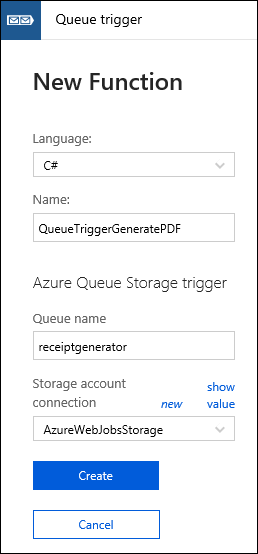 Queue trigger
New Function
Language:
C#
Name:
QueueTriggerGeneratePDF
Azure Queue Storage trigger
Queue name
receiptgenerator
Storage account show
connection new value
AzureWebJobsStorage
Create
Cancel